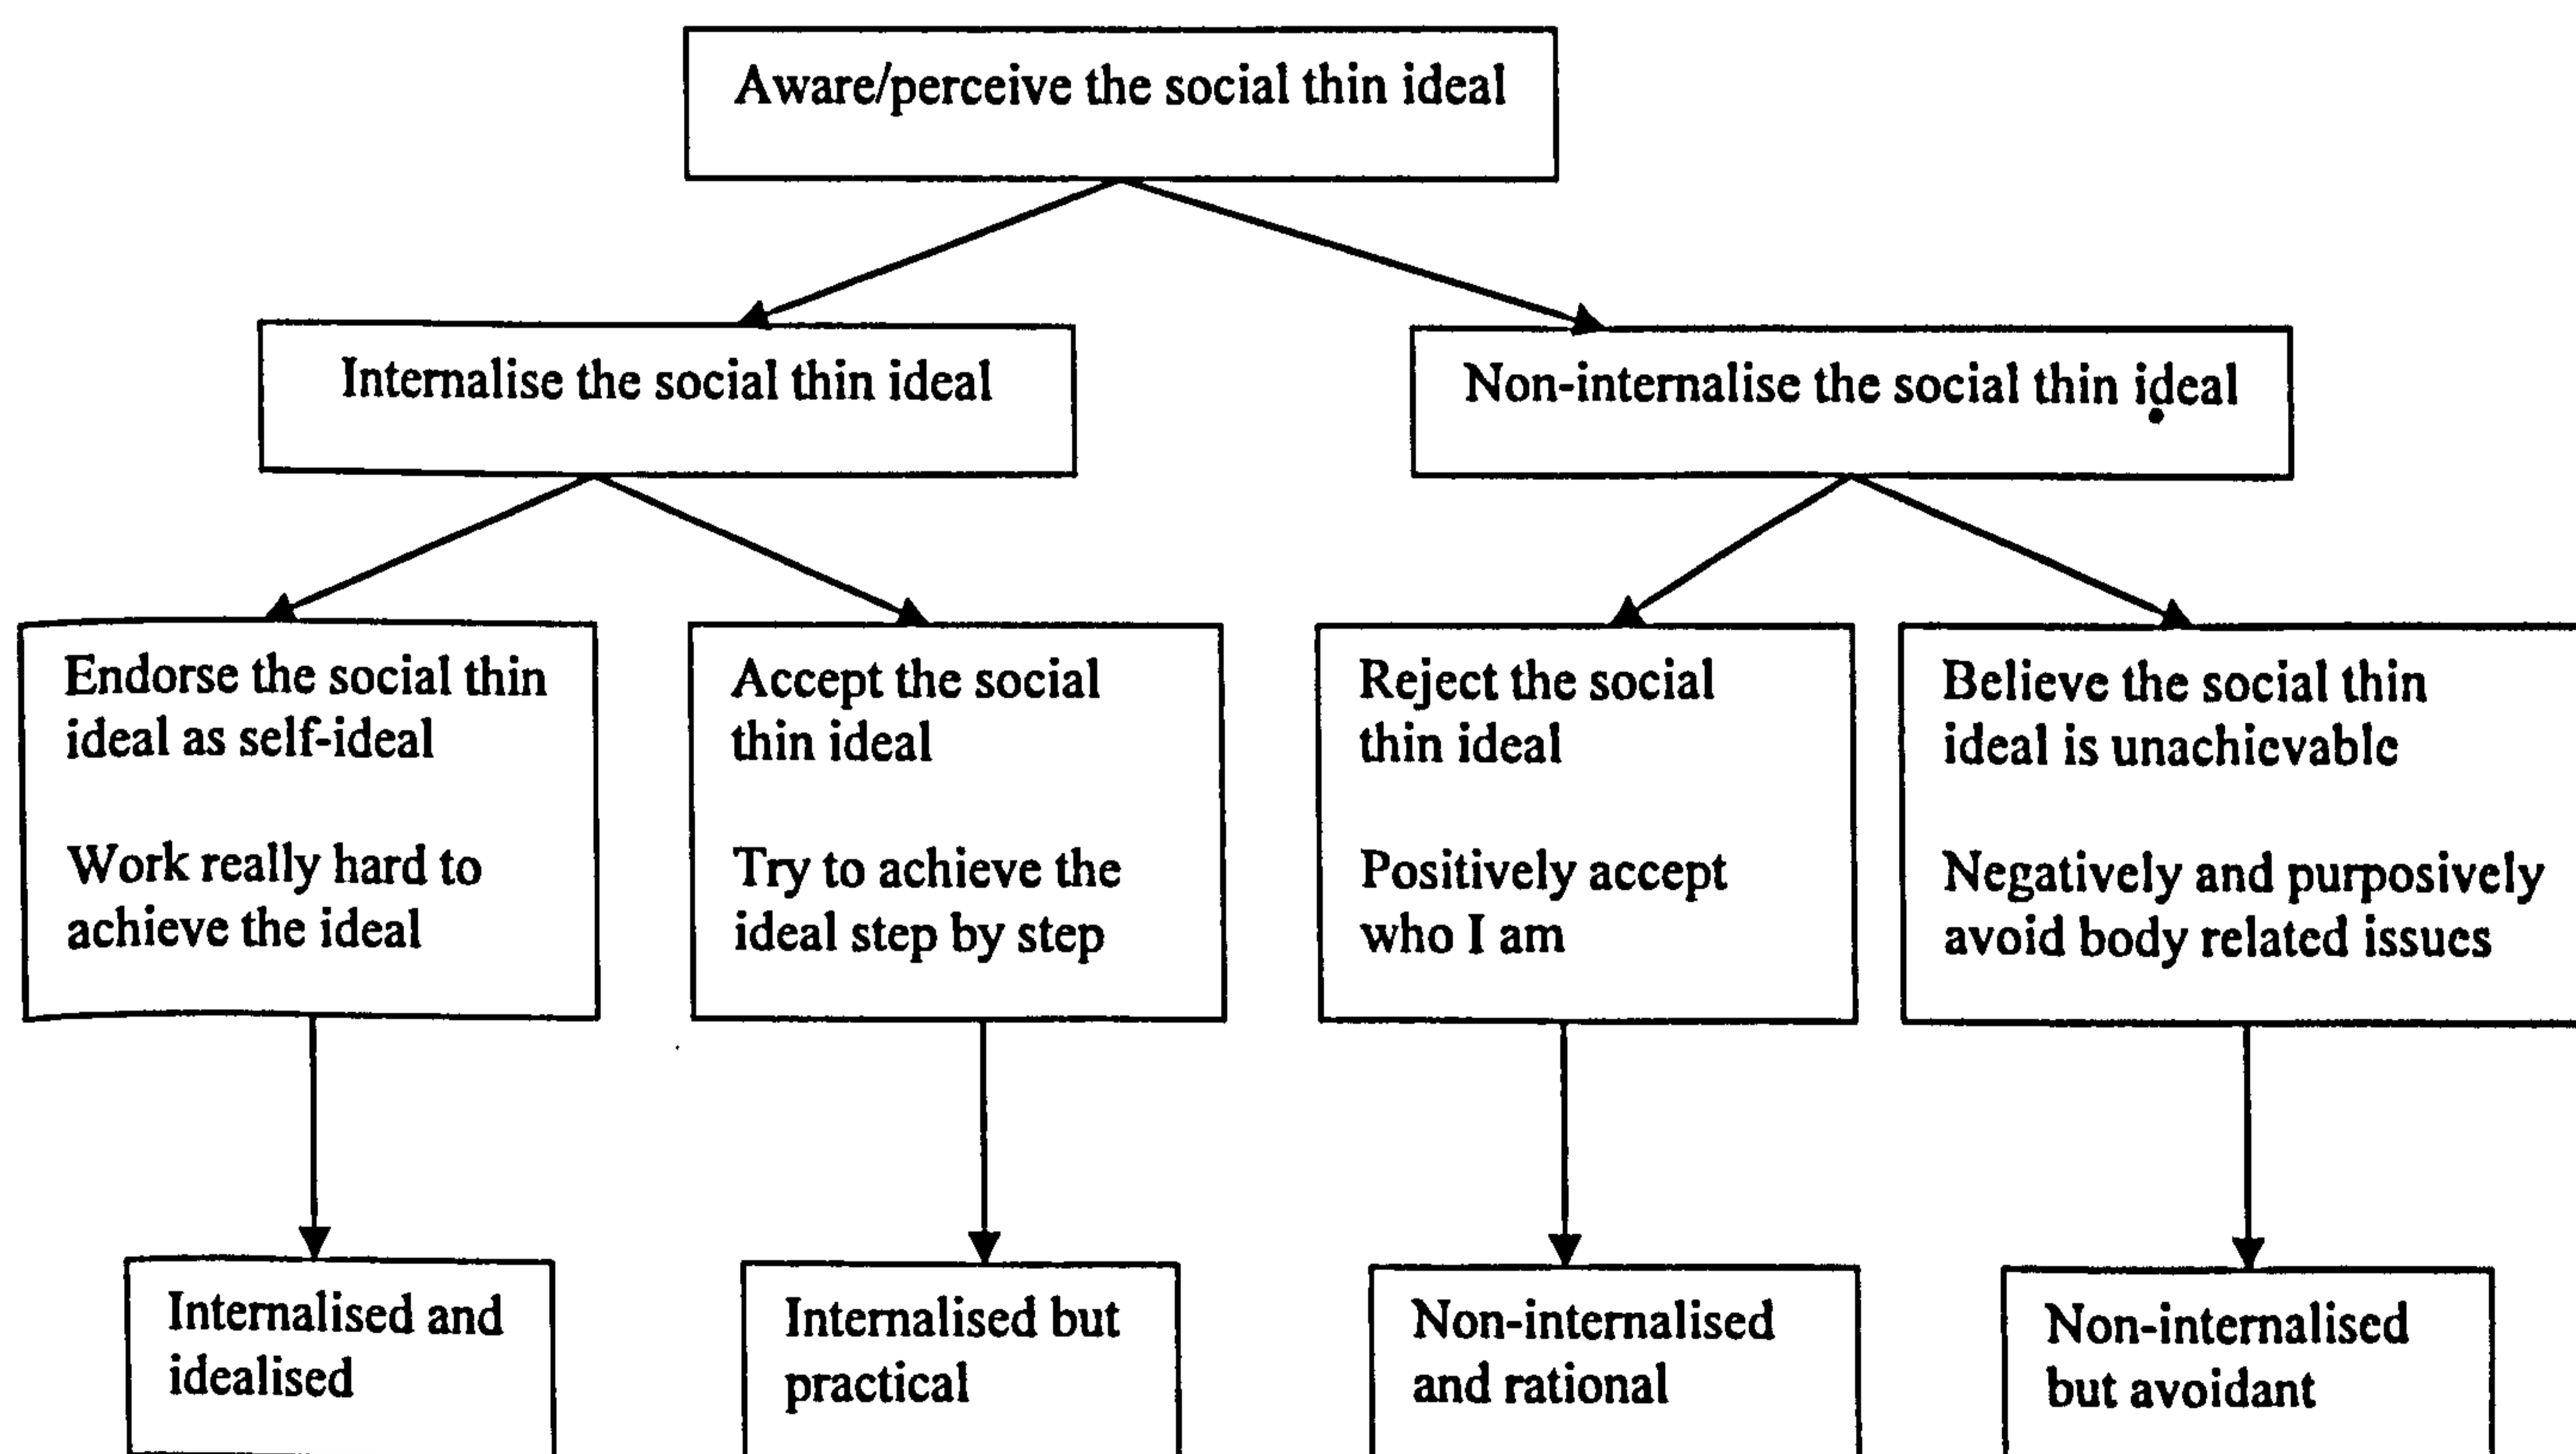 Aware/perceive the social thin ideal
Internalise the social thin ideal
Non-internalise the social thin ideal
Endorse the social thin
ideal as self-ideal
Work really hard to
achieve the ideal
Accept the social
thin ideal
Try to achieve the
ideal step by step
Reject the social
thin ideal
Positively accept
who I am
Believe the social thin
ideal is unachievable
Negatively and purposively
avoid body related issues
Internalised and
idealised
Internalised but
practical
Non-internalised
and rational
Non-internalised
but avoidant